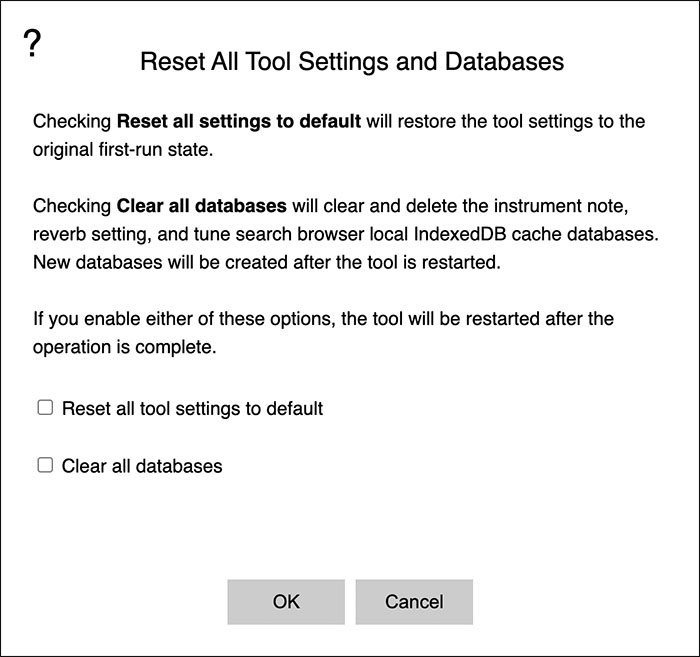 ?
Reset All Tool Settings and Databases
Checking Reset all settings to default will restore the tool settings to the
original first-run state.
Checking Clear all databases will clear and delete the instrument note,
reverb setting, and tune search browser local IndexedDB cache databases.
New databases will be created after the tool is restarted.
If you enable either of these options, the tool will be restarted after the
operation is complete.
Reset all tool settings to default
Clear all databases
OK
Cancel